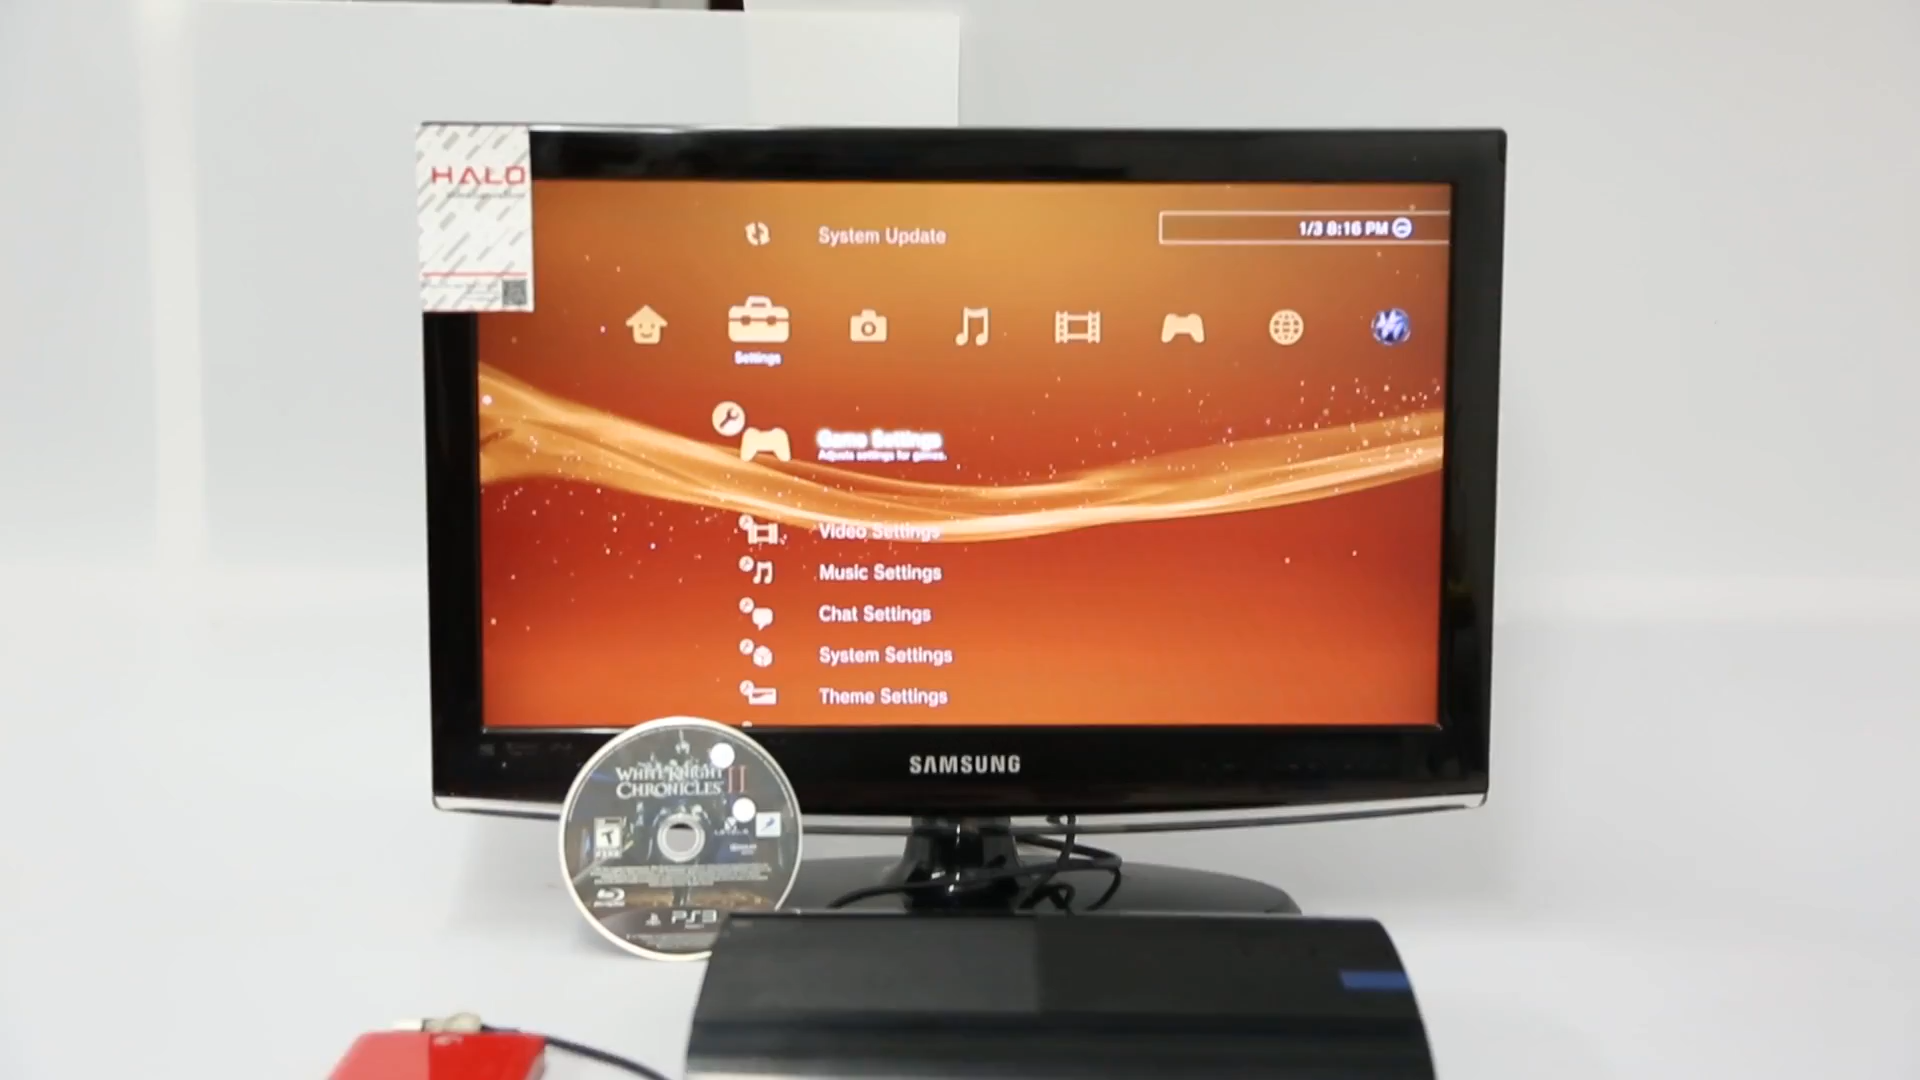 HALO
System Update
1/3 8:16 PM
Settings
Game Settings
Adjusts settings for games.
Video Settings
Music Settings
Chat Settings
System Settings
Theme Settings
SAMSUNG
WHITE KNIGHT
CHRONICLES II
T
PS3